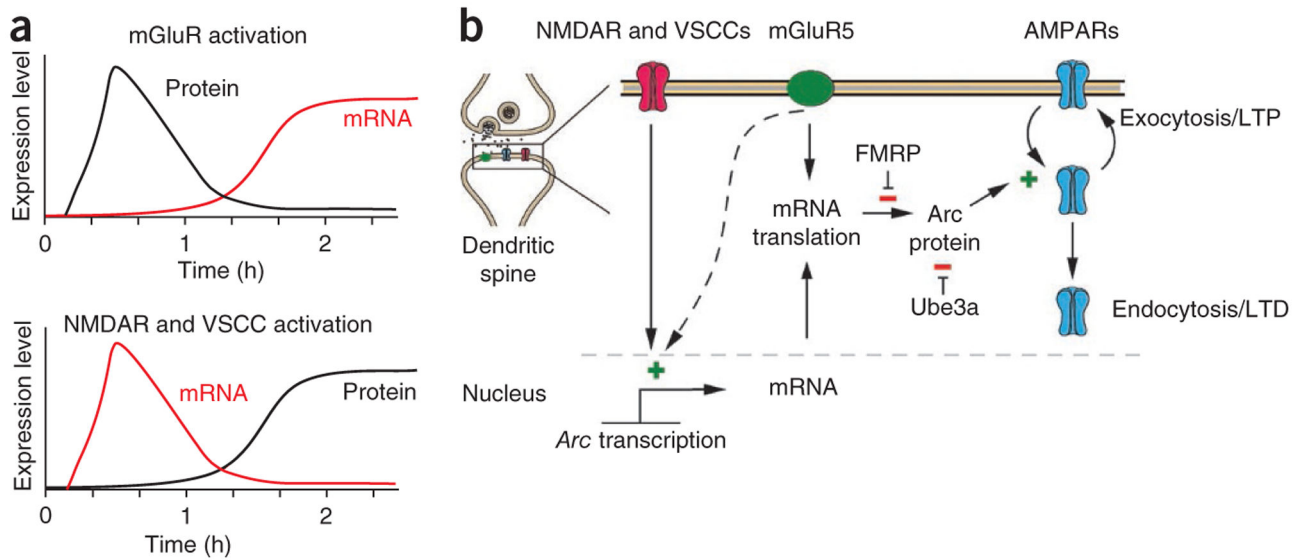 a
mGluR activation
Protein
mRNA
Expression level
0
1
2
Time (h)
NMDAR and VSCC activation
mRNA
Protein
Expression level
0
1
2
Time (h)
b
NMDAR and VSCCs
mGluR5
AMPARs
Exocytosis/LTP
FMRP
mRNA
translation
Arc
protein
Dendritic
spine
Ube3a
Endocytosis/LTD
Nucleus
mRNA
Arc transcription